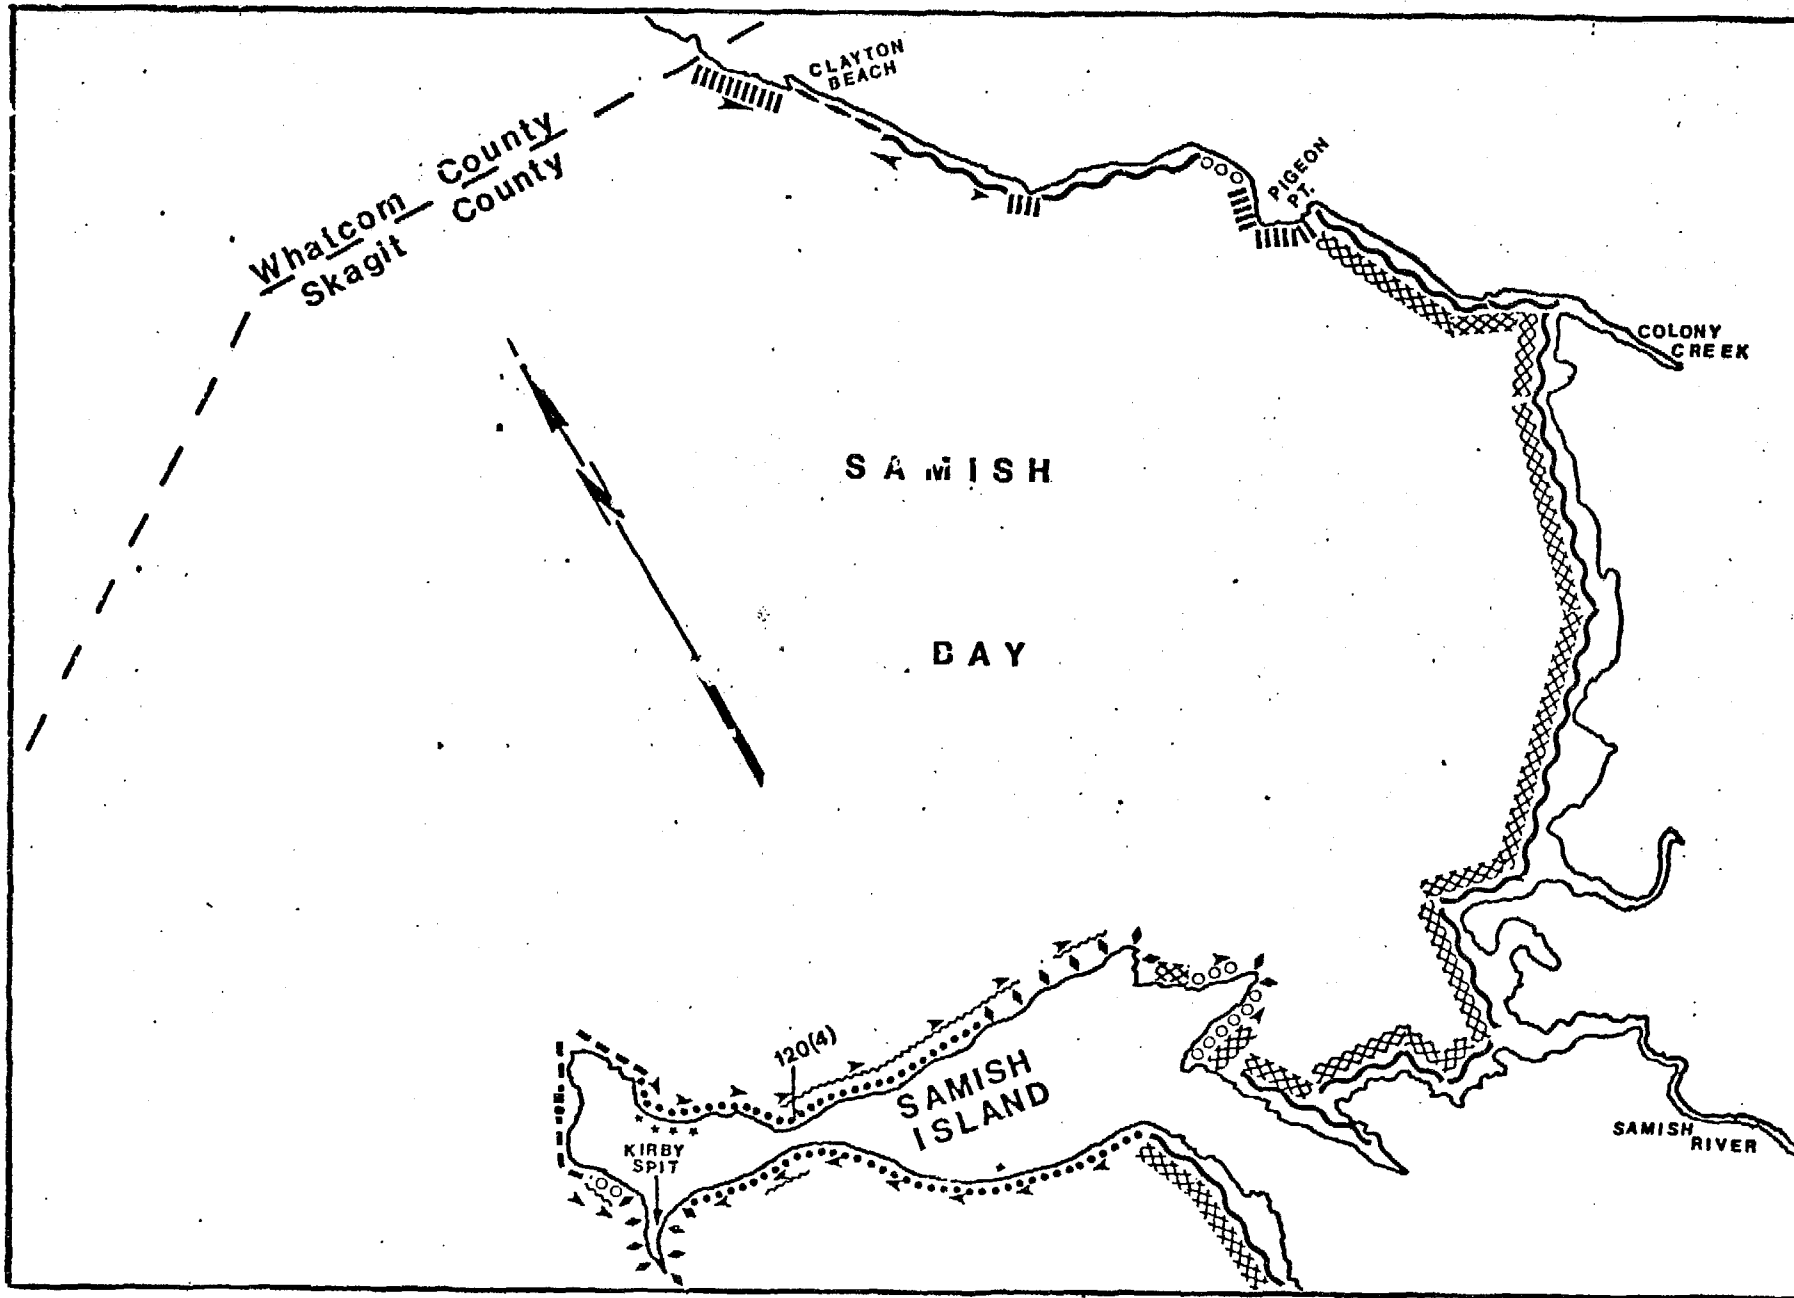 CLAYTON
BEACH
Whatcom County
Skagit County
PIGEON
PT.
COLONY
CREEK
SAMISH
BAY
120(4)
SAMISH
ISLAND
KIRBY
SPIT
SAMISH
RIVER